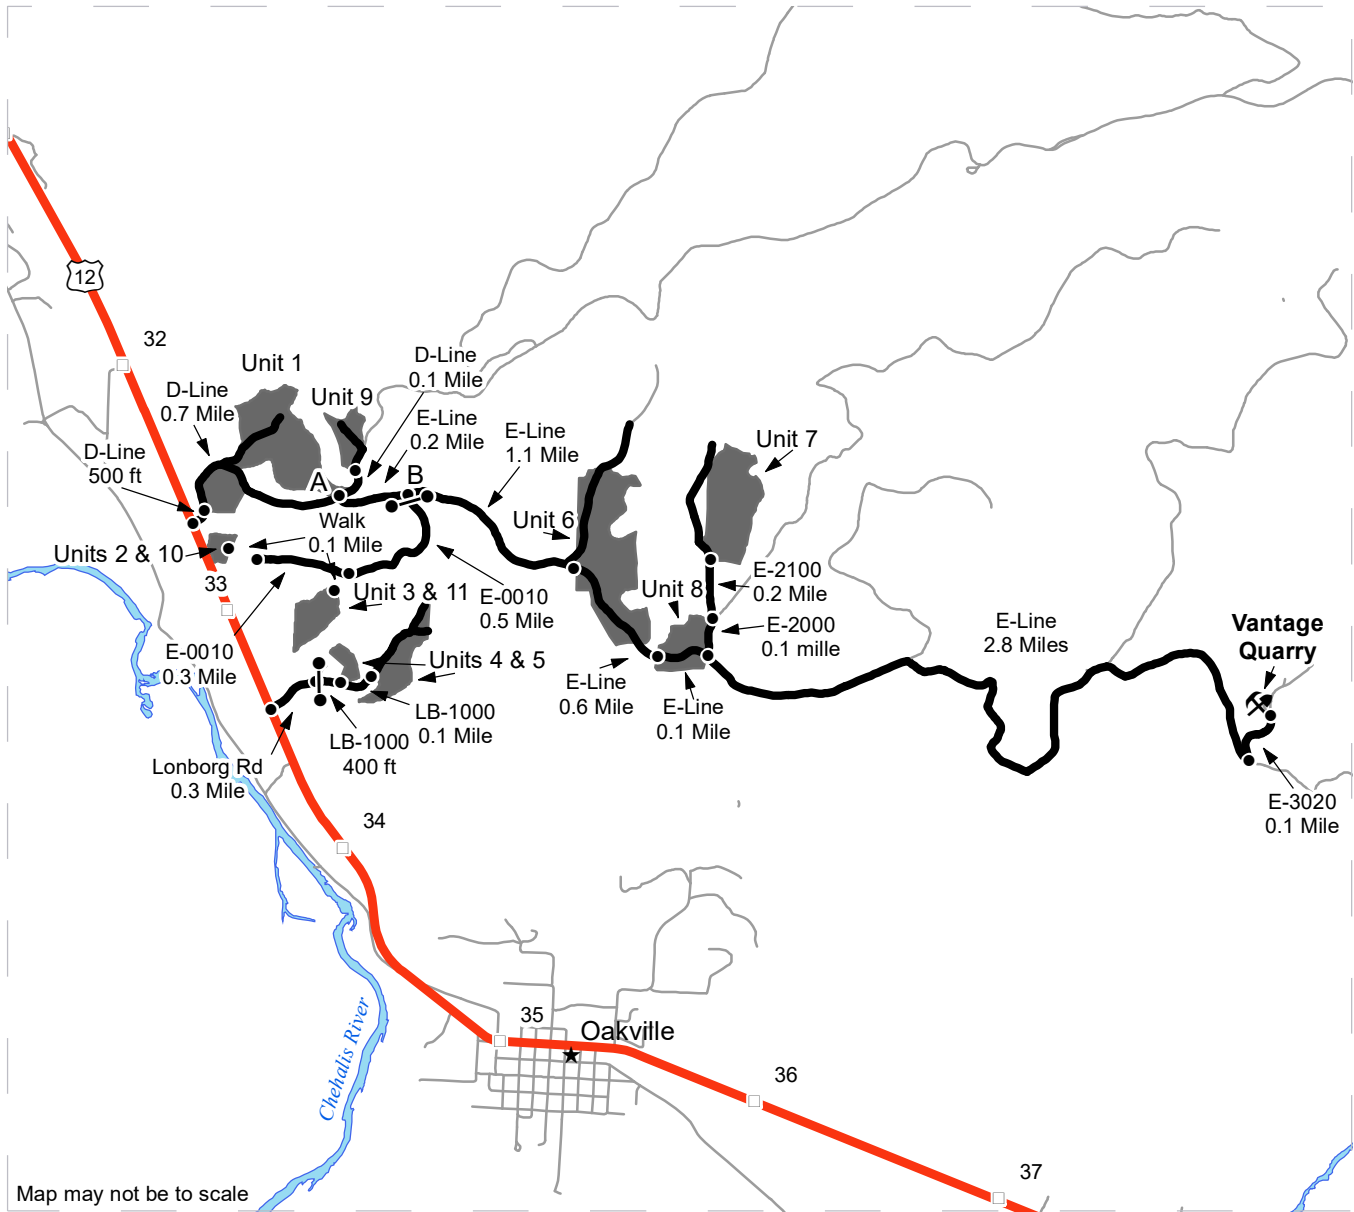 12
32
Unit 1
D-Line
0.7 Mile
Unit 9
D-Line
0.1 Mile
E-Line
0.2 Mile
E-Line
1.1 Mile
Unit 7
D-Line
500 ft
A
B
Walk
0.1 Mile
Unit 6
Units 2 & 10
33
Unit 3 & 11
E-0010
0.5 Mile
Unit 8
E-2100
0.2 Mile
E-2000
0.1 mille
E-Line
2.8 Miles
Vantage
Quarry
E-0010
0.3 Mile
Units 4 & 5
E-Line
0.6 Mile
E-Line
0.1 Mile
LB-1000
0.1 Mile
LB-1000
400 ft
Lonborg Rd
0.3 Mile
E-3020
0.1 Mile
34
35
Oakville
Chehalis River
36
37
Map may not be to scale